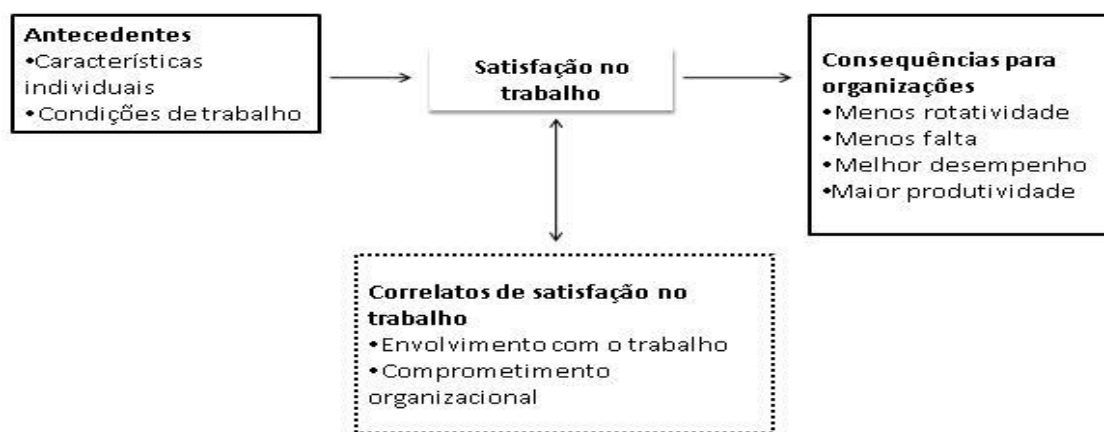 Antecedentes
•Características
individuais
•Condições de trabalho
Satisfação no
trabalho
Consequências para
organizações
•Menos rotatividade
•Menos falta
•Melhor desempenho
•Maior produtividade
Correlatos de satisfação no
trabalho
•Envolvimento com o trabalho
•Comprometimento
organizacional